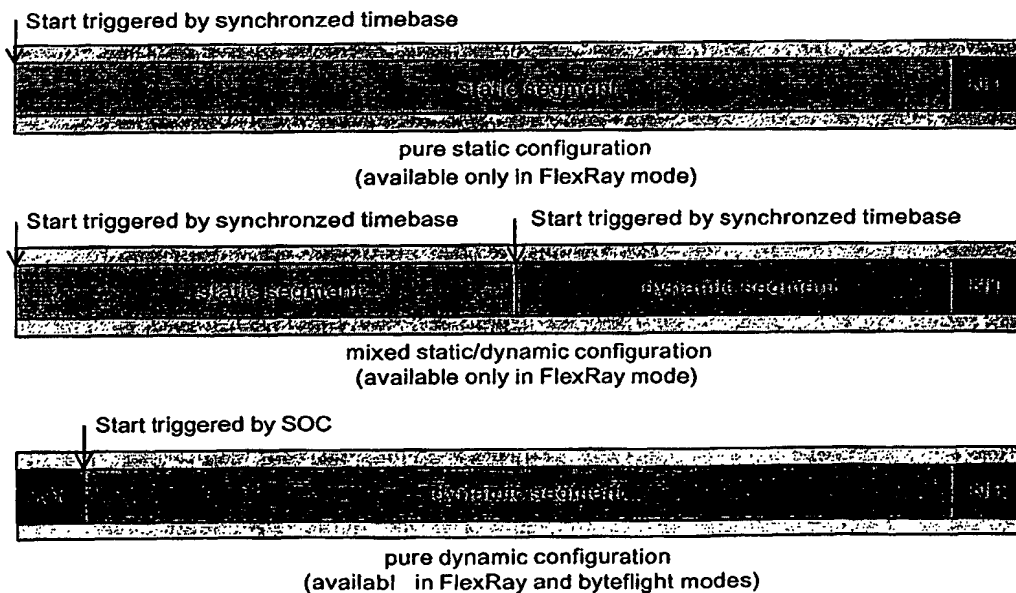 Start triggered by synchronzed timebase
static segment
NIT
pure static configuration
(available only in FlexRay mode)
Start triggered by synchronzed timebase Start triggered by synchronzed timebase
static segment dynamic segment NIT
mixed static/dynamic configuration
(available only in FlexRay mode)
Start triggered by SOC
dynamic segment
pure dynamic configuration
(availabl in FlexRay and byteflight modes)